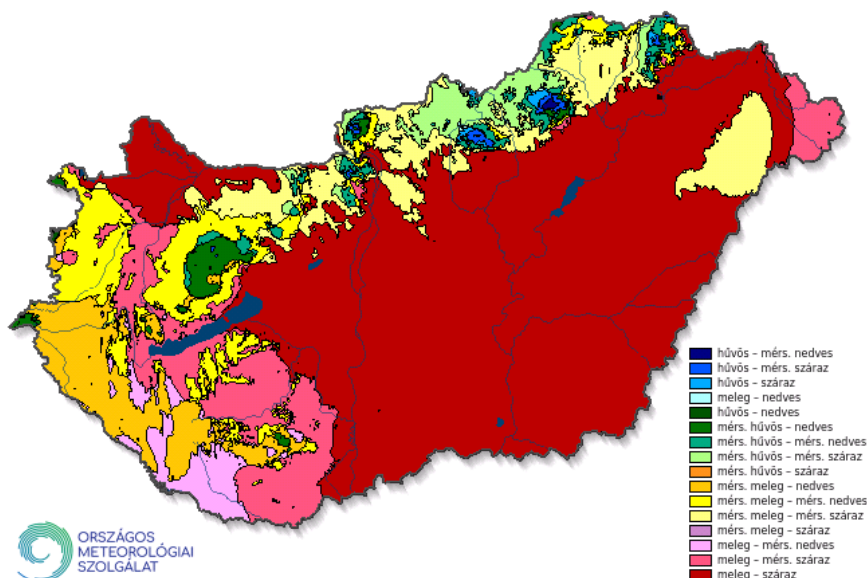 hűvös – mérs. nedves
hűvös – mérs. száraz
hűvös – száraz
meleg – nedves
hűvös – nedves
mérs. hűvös – nedves
mérs. hűvös – mérs. nedves
mérs. hűvös – mérs. száraz
mérs. hűvös – száraz
mérs. meleg – nedves
mérs. meleg – mérs. nedves
mérs. meleg – mérs. száraz
mérs. meleg – száraz
meleg – mérs. nedves
meleg – mérs. száraz
meleg – száraz
ORSZÁGOS
METEOROLÓGIAI
SZOLGÁLAT